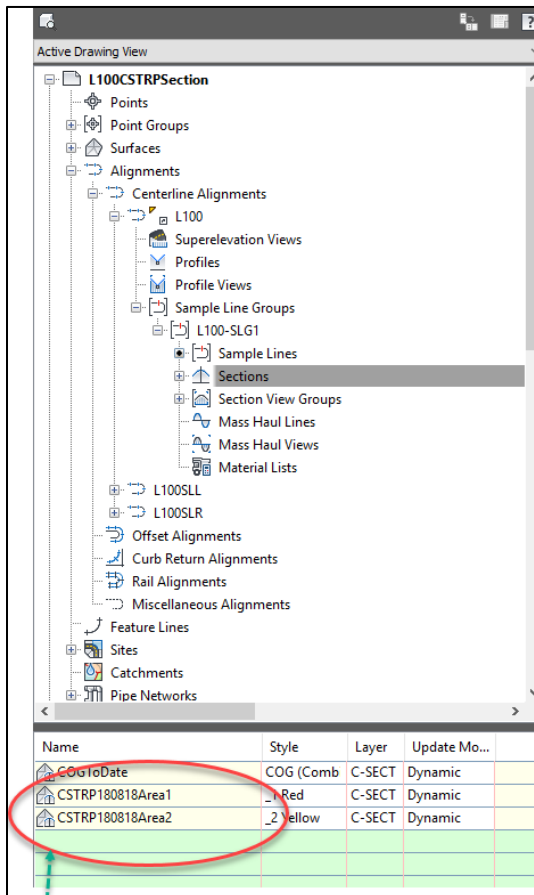 ?
Active Drawing View
L100CSTRPSection
Points
Point Groups
Surfaces
Alignments
Centerline Alignments
L100
Superelevation Views
Profiles
Profile Views
Sample Line Groups
L100-SLG1
Sample Lines
Sections
Section View Groups
Mass Haul Lines
Mass Haul Views
Material Lists
L100SLL
L100SLR
Offset Alignments
Curb Return Alignments
Rail Alignments
Miscellaneous Alignments
Feature Lines
Sites
Catchments
Pipe Networks
Name Style Layer Update Mo...
COGToDate COG (Comb C-SECT Dynamic
CSTRP180818Area1 _1 Red C-SECT Dynamic
CSTRP180818Area2 _2 Yellow C-SECT Dynamic